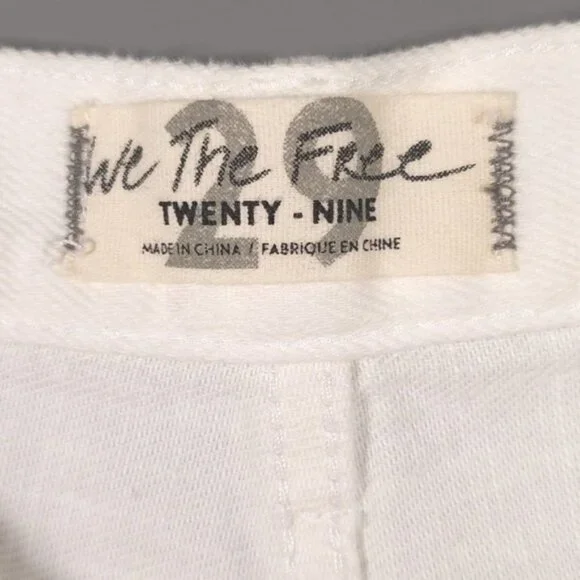 29
We The Free
TWENTY - NINE
MADE IN CHINA / FABRIQUE EN CHINE